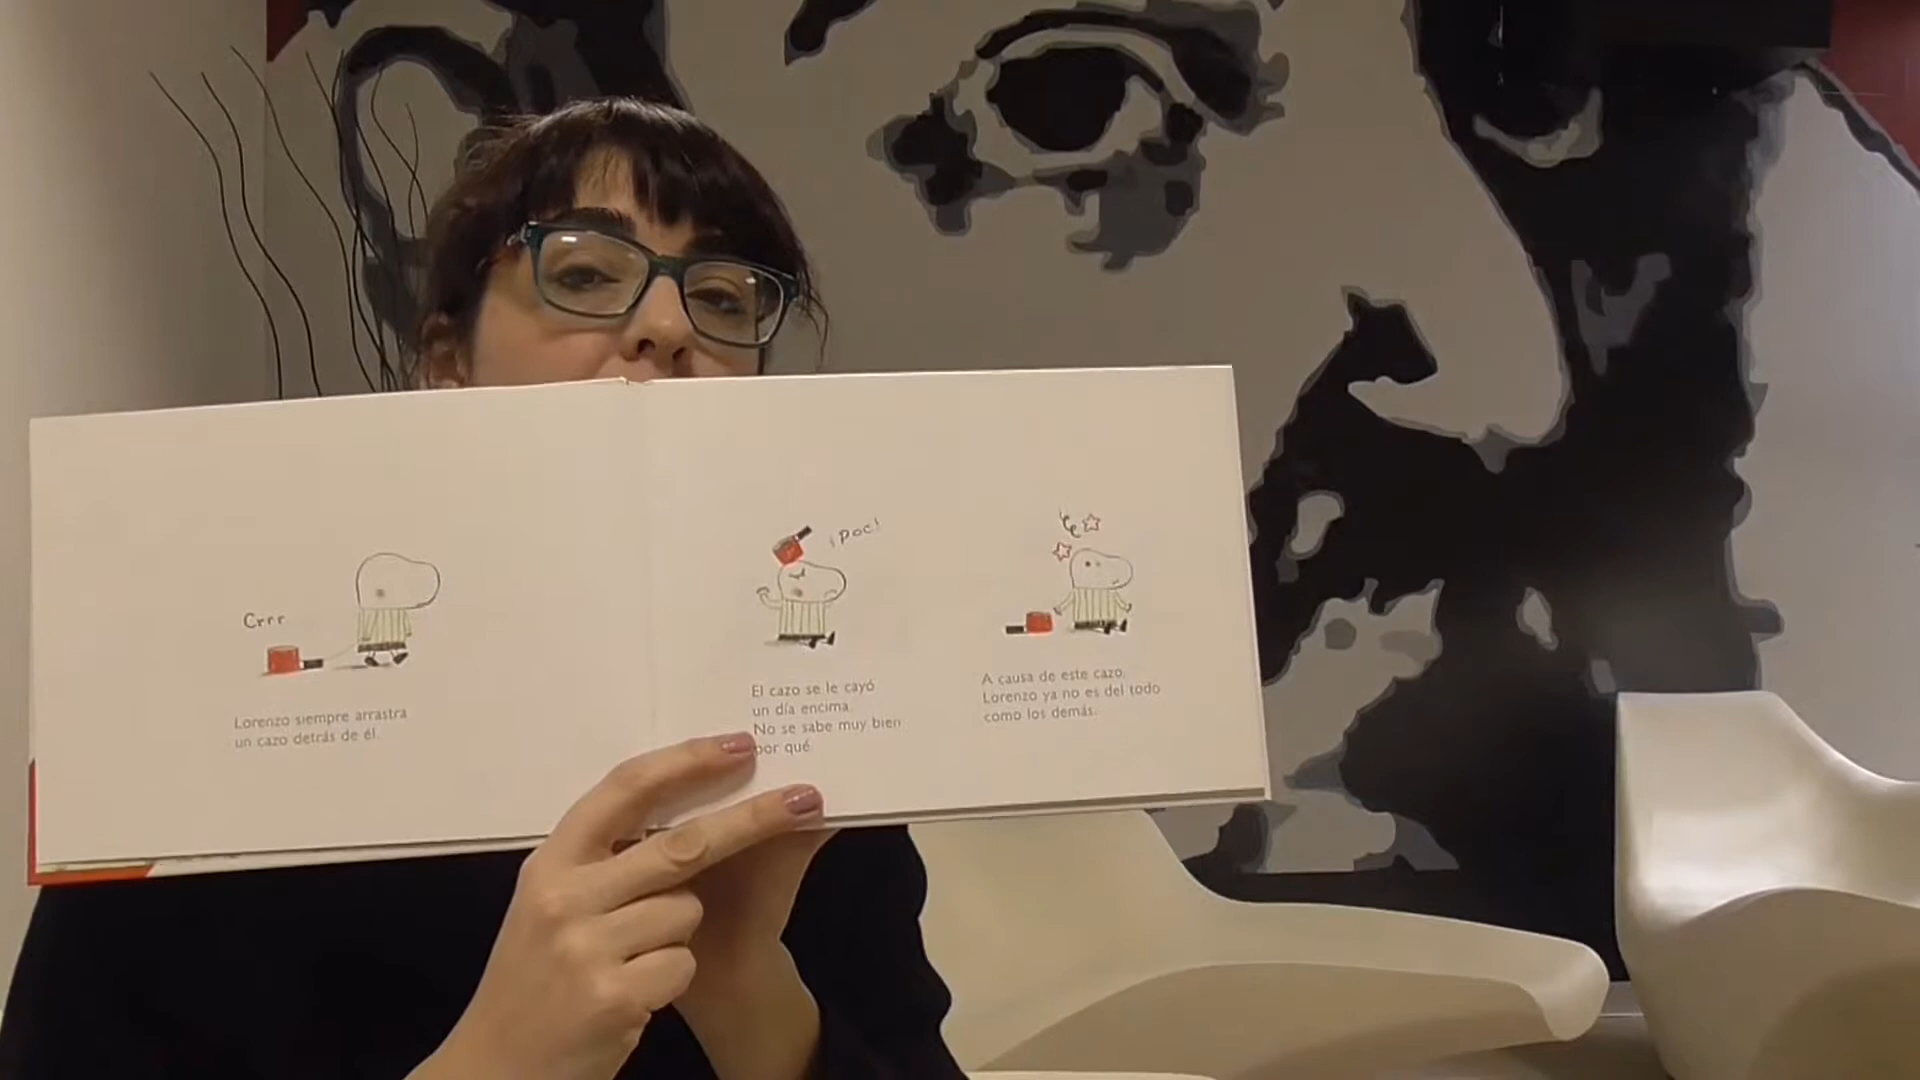 Crrr
Lorenzo siempre arrastra
un cazo detrás de él.
¡Poc!
El cazo se le cayó
un día encima.
No se sabe muy bien
por qué.
A causa de este cazo,
Lorenzo ya no es del todo
como los demás.